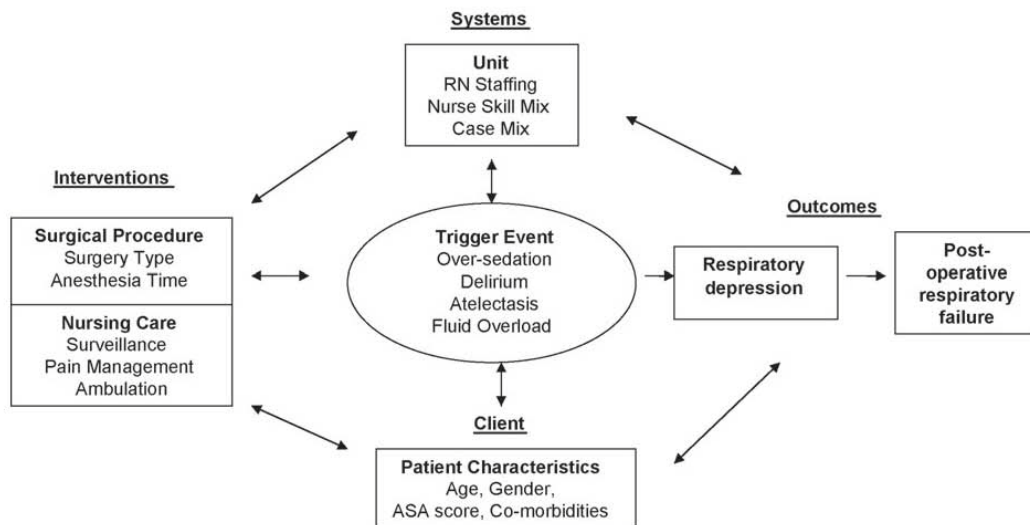 Systems
Unit
RN Staffing
Nurse Skill Mix
Case Mix
Interventions
Surgical Procedure
Surgery Type
Anesthesia Time
Nursing Care
Surveillance
Pain Management
Ambulation
Trigger Event
Over-sedation
Delirium
Atelectasis
Fluid Overload
Outcomes
Respiratory
depression
Post-
operative
respiratory
failure
Client
Patient Characteristics
Age, Gender,
ASA score, Co-morbidities